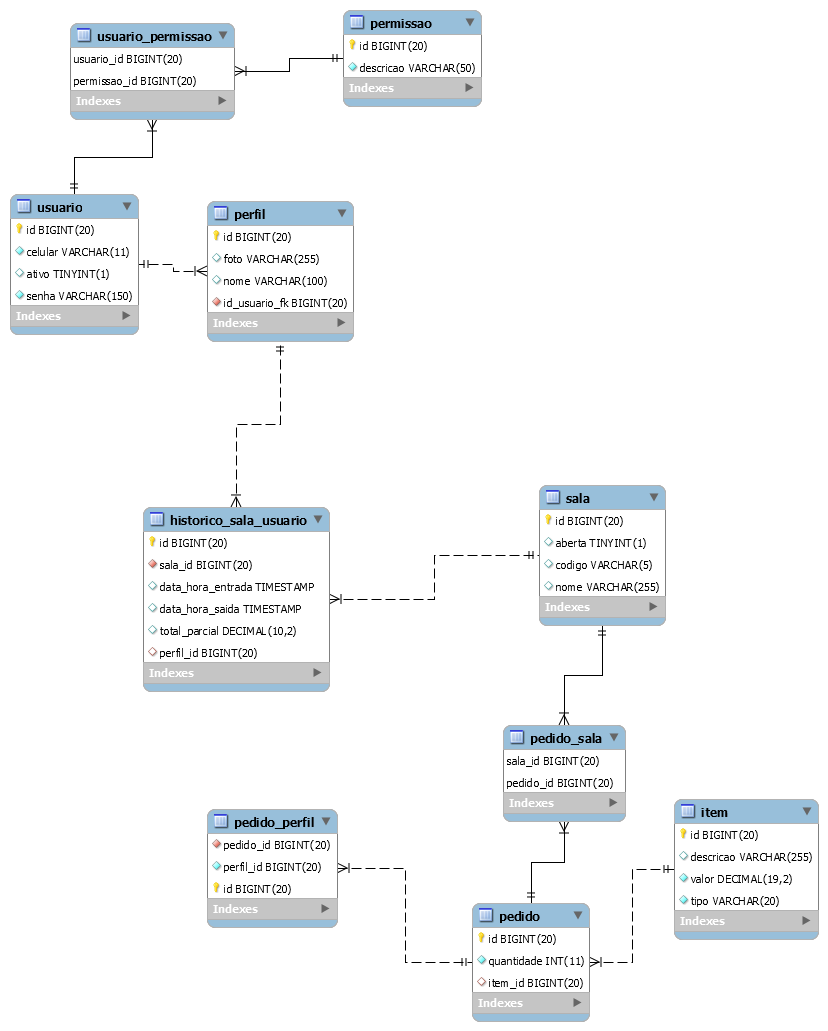 usuario_permissao
usuario_id BIGINT(20)
permissao_id BIGINT(20)
Indexes
permissao
id BIGINT(20)
descricao VARCHAR(50)
Indexes
usuario
id BIGINT(20)
celular VARCHAR(11)
ativo TINYINT(1)
senha VARCHAR(150)
Indexes
perfil
id BIGINT(20)
foto VARCHAR(255)
nome VARCHAR(100)
id_usuario_fk BIGINT(20)
Indexes
historico_sala_usuario
id BIGINT(20)
sala_id BIGINT(20)
data_hora_entrada TIMESTAMP
data_hora_saida TIMESTAMP
total_parcial DECIMAL(10,2)
perfil_id BIGINT(20)
Indexes
sala
id BIGINT(20)
aberta TINYINT(1)
codigo VARCHAR(5)
nome VARCHAR(255)
Indexes
pedido_sala
sala_id BIGINT(20)
pedido_id BIGINT(20)
Indexes
pedido_perfil
pedido_id BIGINT(20)
perfil_id BIGINT(20)
id BIGINT(20)
Indexes
item
id BIGINT(20)
descricao VARCHAR(255)
valor DECIMAL(19,2)
tipo VARCHAR(20)
Indexes
pedido
id BIGINT(20)
quantidade INT(11)
item_id BIGINT(20)
Indexes